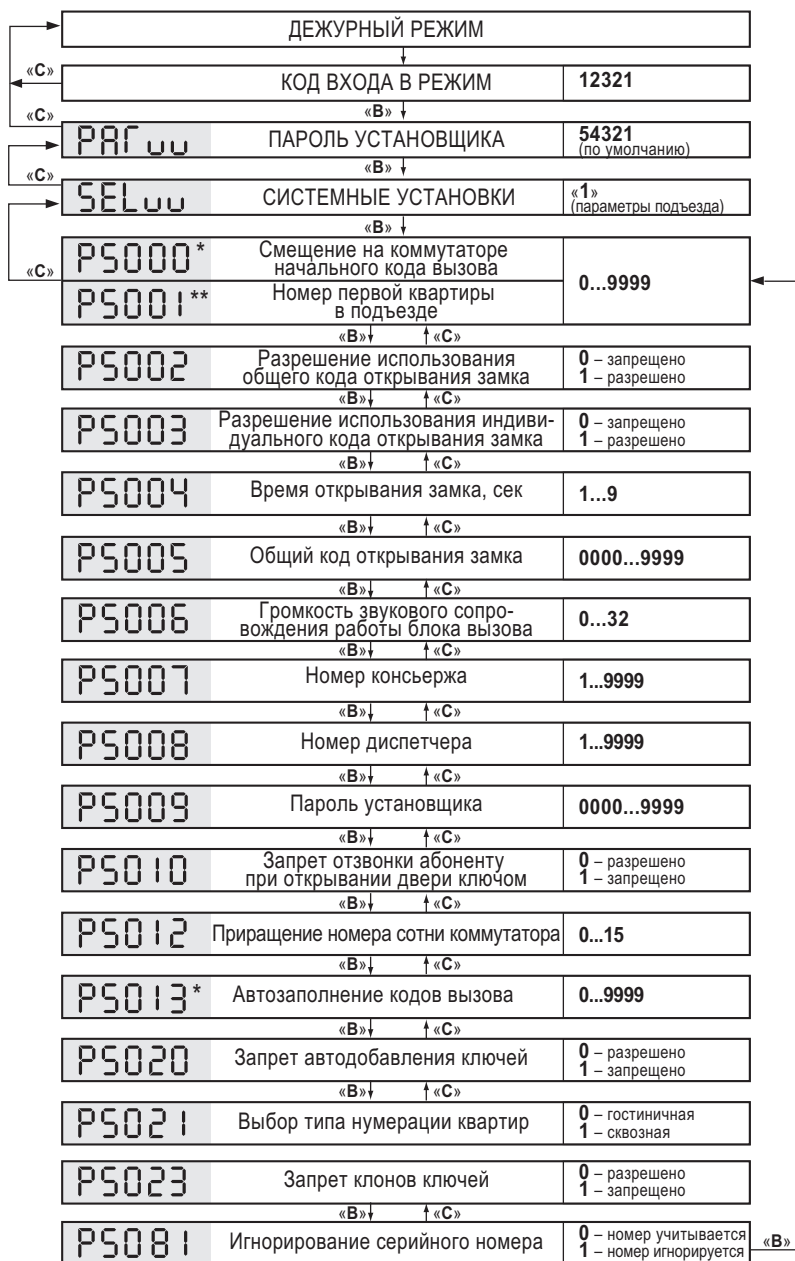 ДЕЖУРНЫЙ РЕЖИМ
«С»
КОД ВХОДА В РЕЖИМ 12321
«С» «В»
PAГ ПАРОЛЬ УСТАНОВЩИКА 54321
(по умолчанию)
«С» «В»
SEL СИСТЕМНЫЕ УСТАНОВКИ «1»
(параметры подъезда)
«В»
PS000* Смещение на коммутаторе
начального кода вызова
«С» 0...9999
PS001** Номер первой квартиры
в подъезде
«В» «С»
PS002 Разрешение использования 0 – запрещено
общего кода открывания замка 1 – разрешено
«В» «С»
PS003 Разрешение использования индиви- 0 – запрещено
дуального кода открывания замка 1 – разрешено
«В» «С»
PS004 Время открывания замка, сек 1...9
«В» «С»
PS005 Общий код открывания замка 0000...9999
«В» «С»
PS006 Громкость звукового сопро- 0...32
вождения работы блока вызова
«В» «С»
PS007 Номер консьержа 1...9999
«В» «С»
PS008 Номер диспетчера 1...9999
«В» «С»
PS009 Пароль установщика 0000...9999
«В» «С»
PS010 Запрет отзвонки абоненту 0 – разрешено
при открывании двери ключом 1 – запрещено
«В» «С»
PS012 Приращение номера сотни коммутатора 0...15
«В» «С»
PS013* Автозаполнение кодов вызова 0...9999
«В» «С»
PS020 Запрет автодобавления ключей 0 – разрешено
1 – запрещено
«В» «С»
PS021 Выбор типа нумерации квартир 0 – гостиничная
1 – сквозная
PS023 Запрет клонов ключей 0 – разрешено
1 – запрещено
«В» «С»
PS081 Игнорирование серийного номера 0 – номер учитывается «В»
1 – номер игнорируется